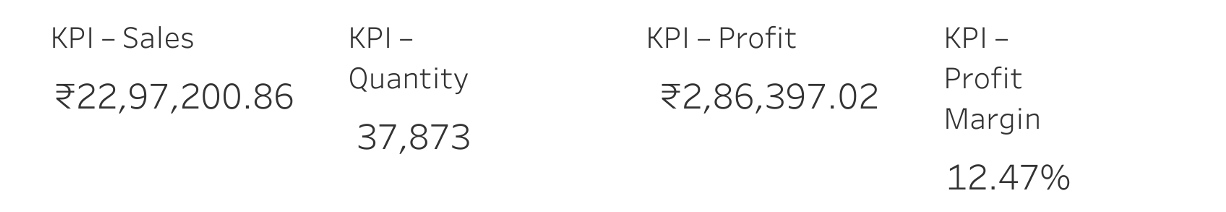 KPI – Sales
₹22,97,200.86
KPI –
Quantity
37,873
KPI – Profit
₹2,86,397.02
KPI –
Profit
Margin
12.47%